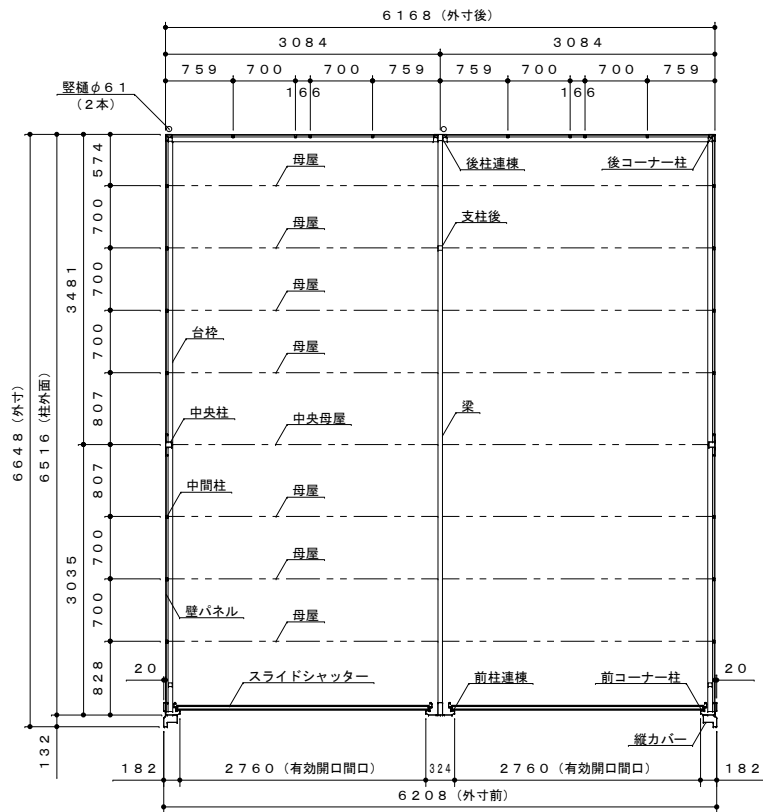 ６１６８（外寸後）
３０８４ ３０８４
７５９ ７００ ７００ ７５９ ７５９ ７００ ７００ ７５９
１６６ １６６
竪樋φ６１
（２本）
後柱連棟
後コーナー柱
母屋
母屋
支柱後
母屋
台枠
母屋
中央柱
中央母屋
梁
中間柱
母屋
母屋
壁パネル
母屋
スライドシャッター
前柱連棟
前コーナー柱
縦カバー
５７４
７００
７００
７００
８０７
８０７
７００
７００
８２８
３４８１
３０３５
６５１６（柱外面）
６６４８（外寸）
１３２
２０ ２０
１８２ ２７６０（有効開口間口） ３２４ ２７６０（有効開口間口） １８２
６２０８（外寸前）